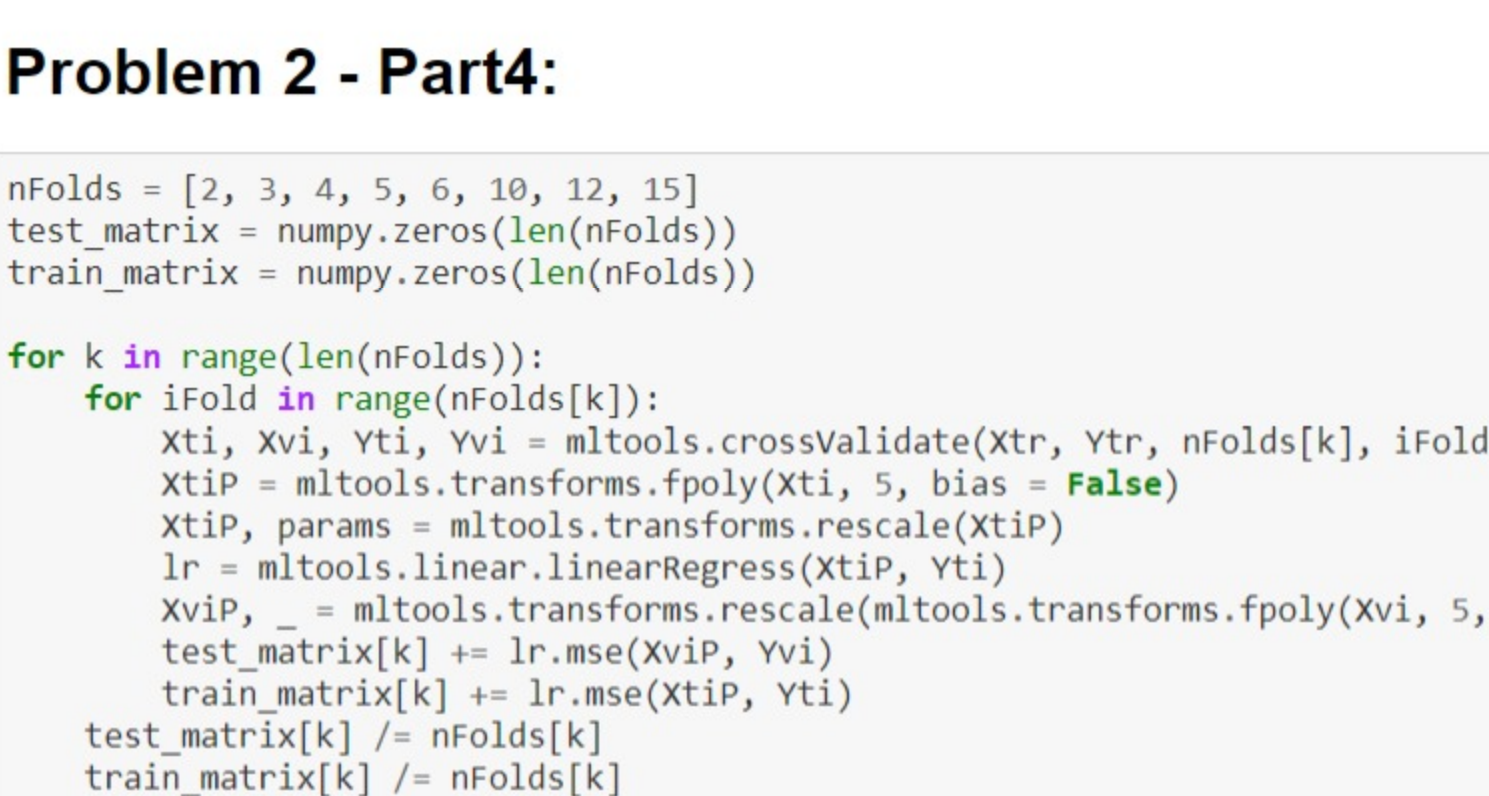 Problem 2 - Part4:
nFolds = [2, 3, 4, 5, 6, 10, 12, 15]
test_matrix = numpy.zeros(len(nFolds))
train_matrix = numpy.zeros(len(nFolds))
for k in range(len(nFolds)):
    for iFold in range(nFolds[k]):
        Xti, Xvi, Yti, Yvi = mltools.crossValidate(Xtr, Ytr, nFolds[k], iFold
        XtiP = mltools.transforms.fpoly(Xti, 5, bias = False)
        XtiP, params = mltools.transforms.rescale(XtiP)
        lr = mltools.linear.linearRegress(XtiP, Yti)
        XviP, _ = mltools.transforms.rescale(mltools.transforms.fpoly(Xvi, 5,
        test_matrix[k] += lr.mse(XviP, Yvi)
        train_matrix[k] += lr.mse(XtiP, Yti)
    test_matrix[k] /= nFolds[k]
    train_matrix[k] /= nFolds[k]